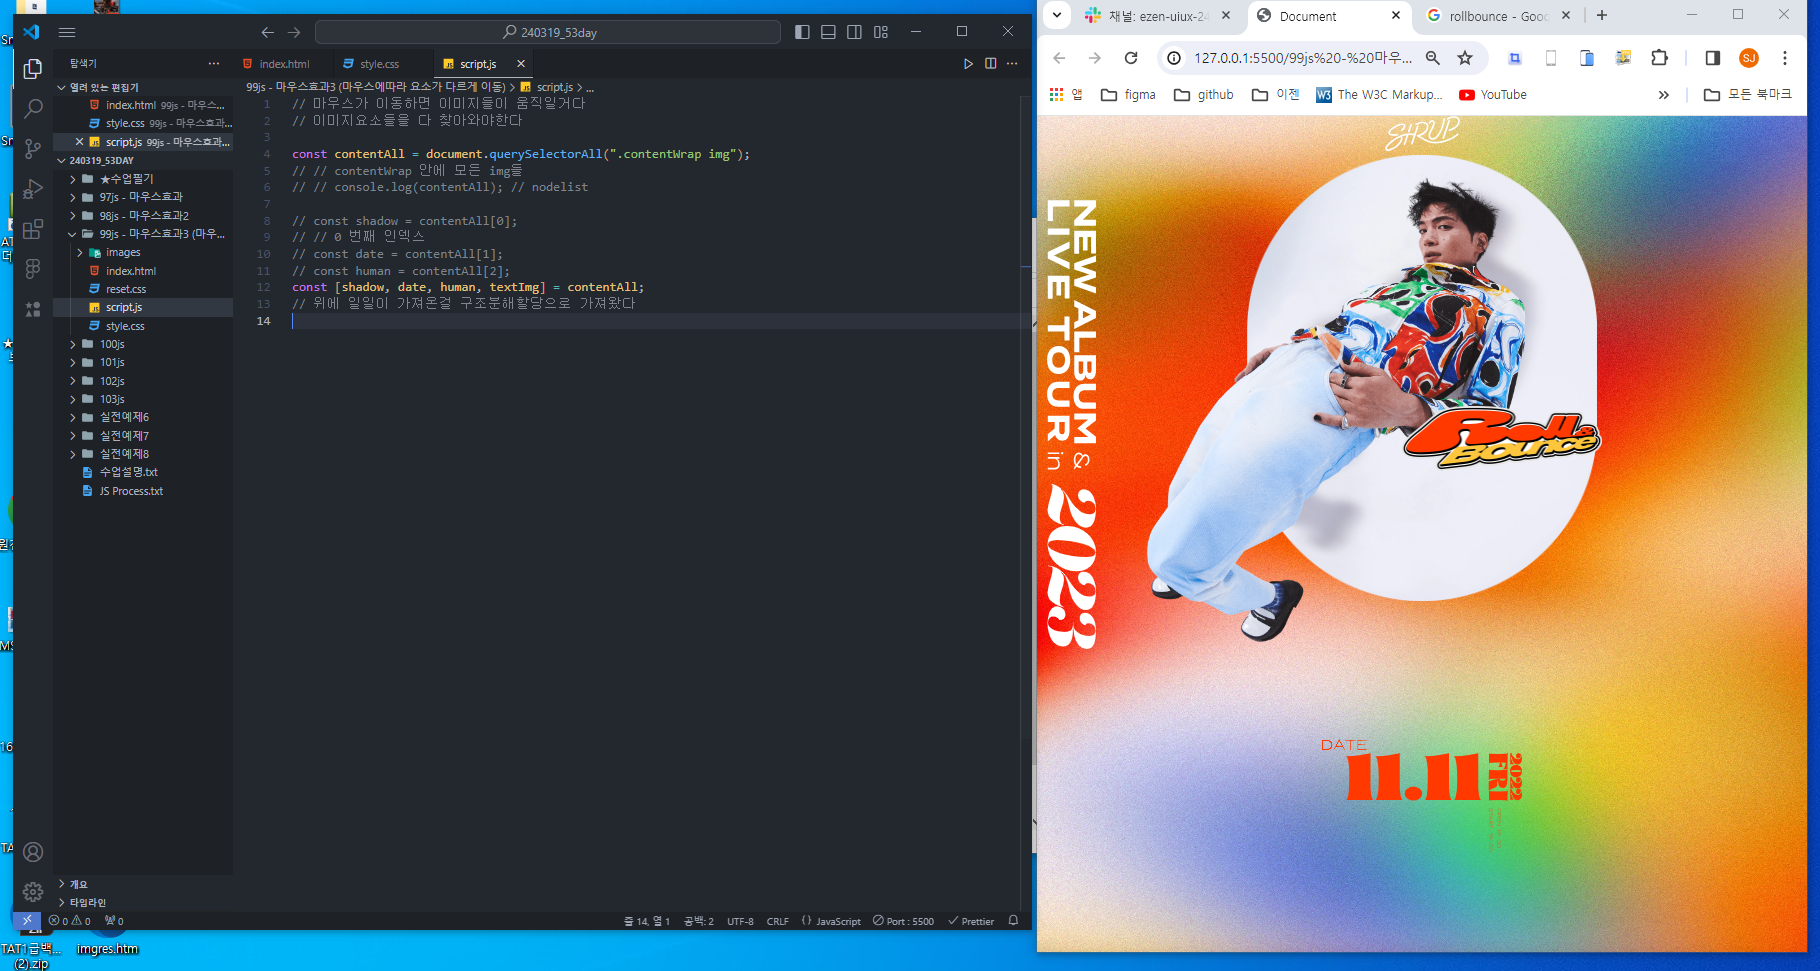 240319_53day
탐색기
열려 있는 편집기
index.html 99js - 마우스...
style.css 99js - 마우스효과...
script.js 99js - 마우스효과...
240319_53DAY
★수업필기
97js - 마우스효과
98js - 마우스효과2
99js - 마우스효과3 (마우...
images
index.html
reset.css
script.js
style.css
100js
101js
102js
103js
실전예제6
실전예제7
실전예제8
수업설명.txt
JS Process.txt
개요
타임라인
index.html
style.css
script.js
99js - 마우스효과3 (마우스에따라 요소가 다르게 이동) > script.js > ...
1 // 마우스가 이동하면 이미지들이 움직일거다
2 // 이미지요소들을 다 찾아와야한다
3
4 const contentAll = document.querySelectorAll(".contentWrap img");
5 // // contentWrap 안에 모든 img들
6 // // console.log(contentAll); // nodelist
7
8 // const shadow = contentAll[0];
9 // // 0 번째 인덱스
10 // const date = contentAll[1];
11 // const human = contentAll[2];
12 const [shadow, date, human, textImg] = contentAll;
13 // 위에 일일이 가져온걸 구조분해할당으로 가져왔다
14
0 0 0
줄 14, 열 1 공백: 2 UTF-8 CRLF JavaScript Port : 5500 Prettier
TAT1급백...
(2).zip
imgres.htm
채널: ezen-uiux-24
Document
rollbounce - Goo
127.0.0.1:5500/99js%20-%20마우...
SJ
앱
figma
github
이젠
The W3C Markup...
YouTube
모든 북마크
SIRUP
NEW ALBUM &
LIVE TOUR in
2023
Roll &
Bounce
DATE
11.11
FRI
2022